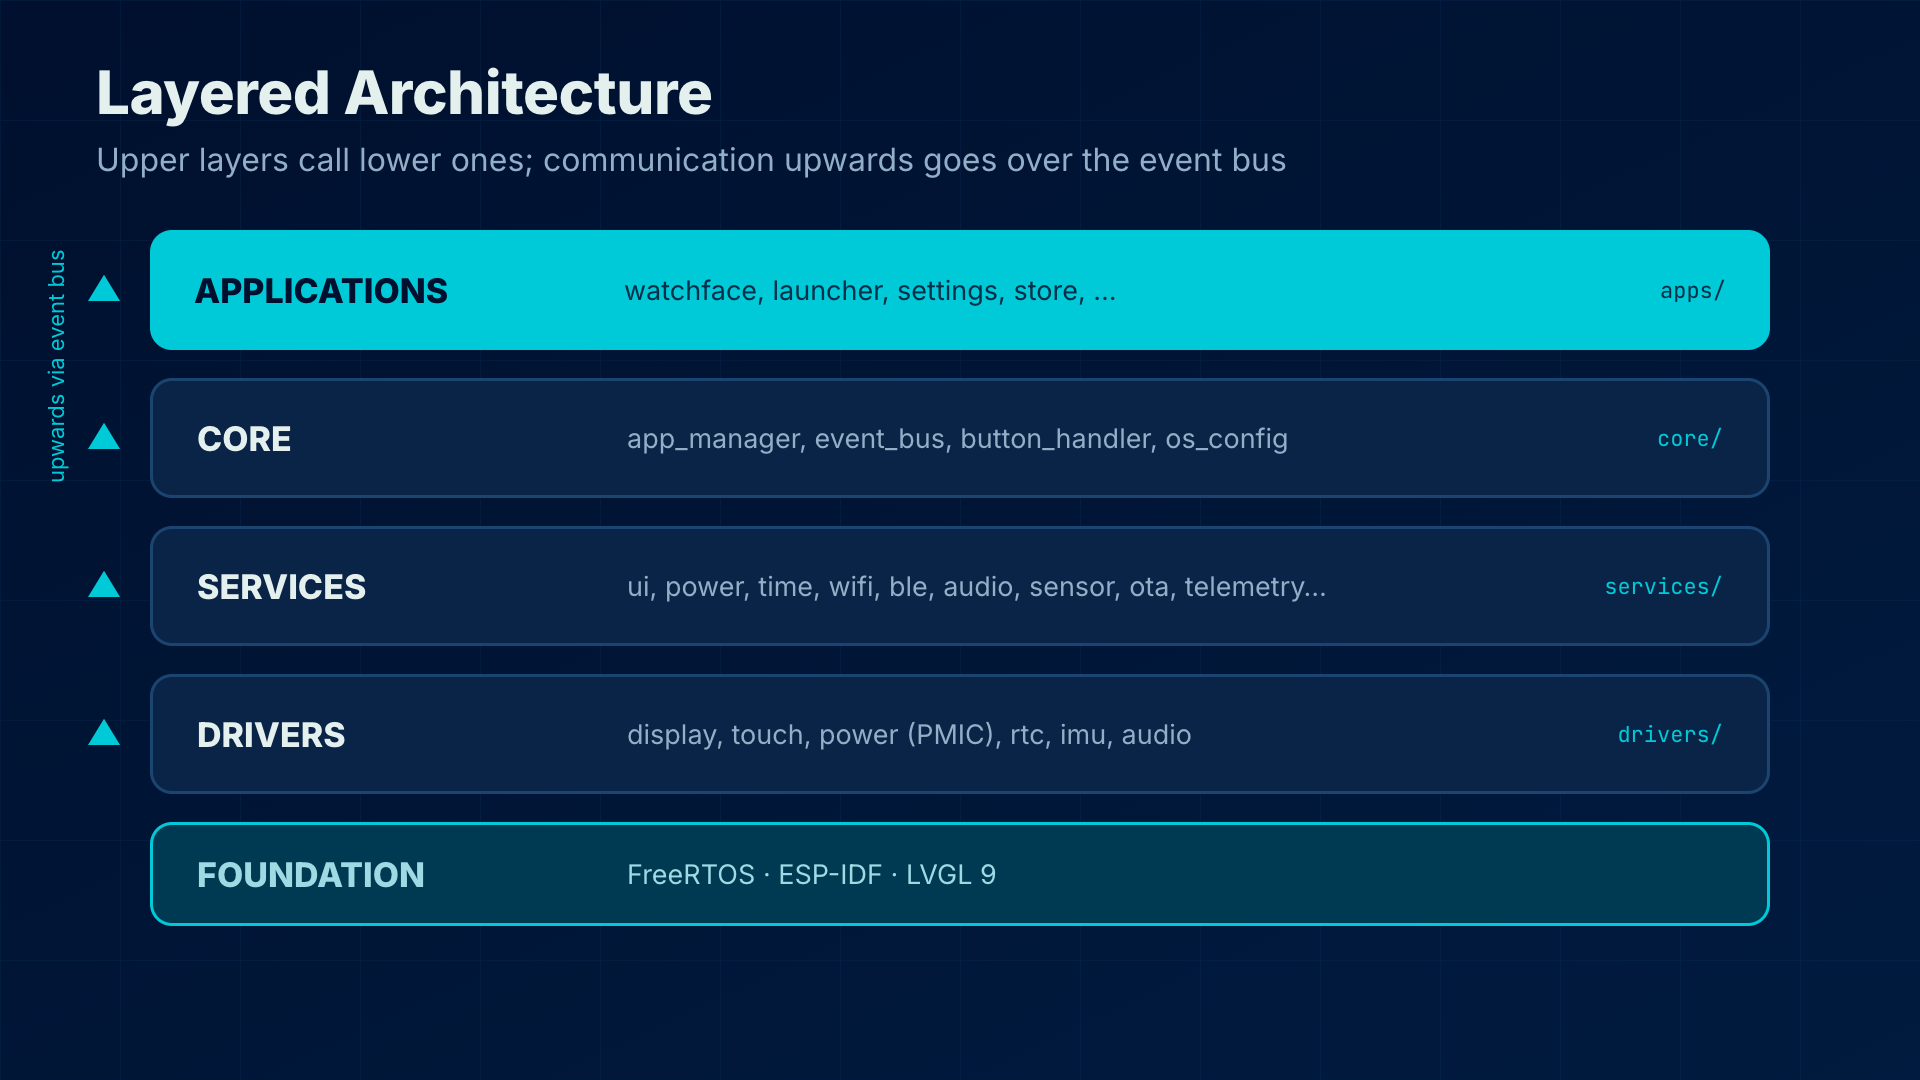 Layered Architecture
Upper layers call lower ones; communication upwards goes over the event bus
upwards via event bus
APPLICATIONS watchface, launcher, settings, store, ... apps/
CORE app_manager, event_bus, button_handler, os_config core/
SERVICES ui, power, time, wifi, ble, audio, sensor, ota, telemetry... services/
DRIVERS display, touch, power (PMIC), rtc, imu, audio drivers/
FOUNDATION FreeRTOS · ESP-IDF · LVGL 9